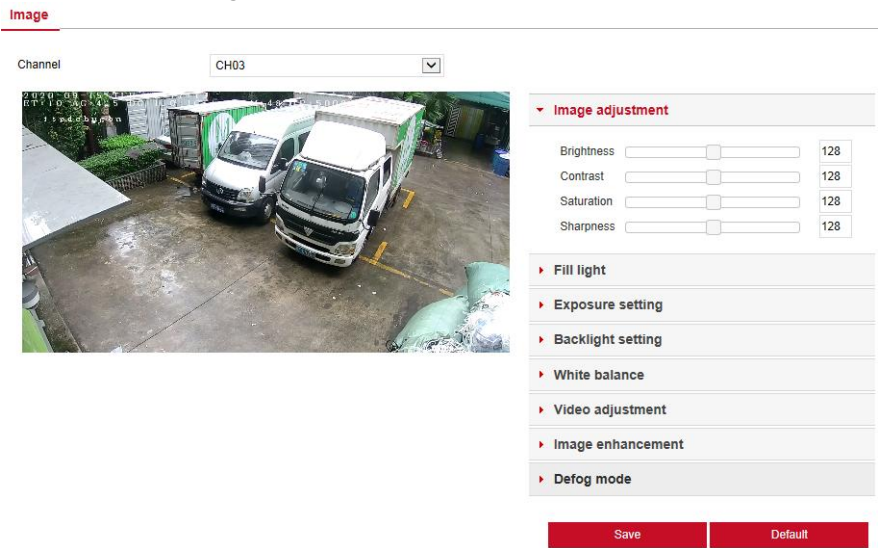 Image
Channel
CH03
Image adjustment
Brightness 128
Contrast 128
Saturation 128
Sharpness 128
Fill light
Exposure setting
Backlight setting
White balance
Video adjustment
Image enhancement
Defog mode
Save Default